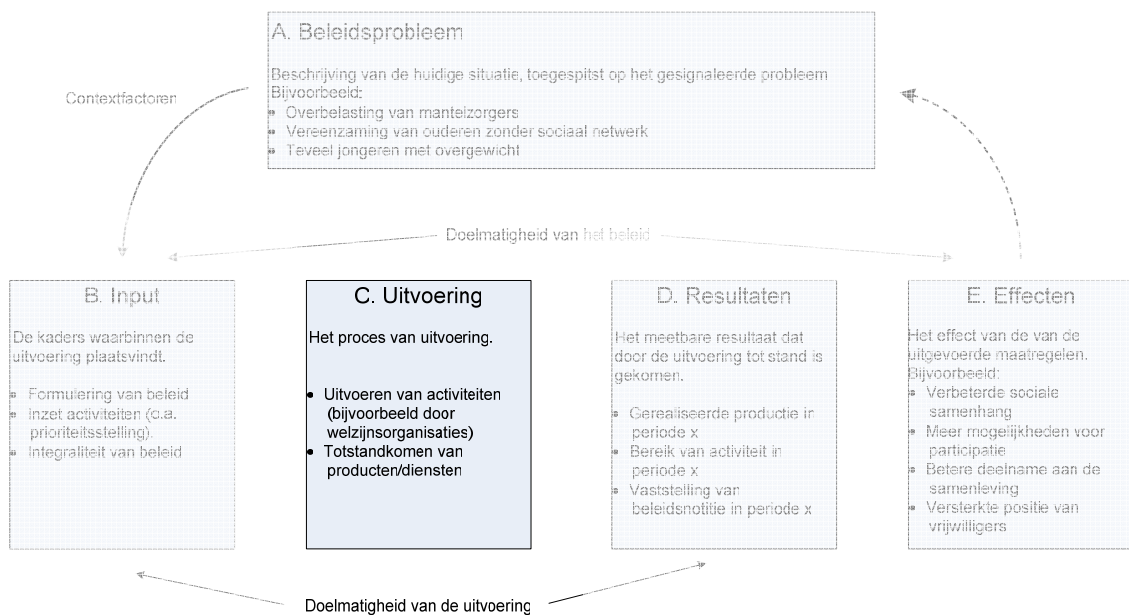 A. Beleidsprobleem
Beschrijving van de huidige situatie, toegespitst op het gesignaleerde probleem
Bijvoorbeeld:
• Overbelasting van mantelzorgers
• Vereenzaming van ouderen zonder sociaal netwerk
• Teveel jongeren met overgewicht
Contextfactoren
Doelmatigheid van het beleid
B. Input
De kaders waarbinnen de
uitvoering plaatsvindt.
• Formulering van beleid
• Inzet activiteiten (o.a.
prioriteitsstelling)
• Integraliteit van beleid
C. Uitvoering
Het proces van uitvoering.
• Uitvoeren van activiteiten
(bijvoorbeeld door
welzijnsorganisaties)
• Totstandkomen van
producten/diensten
D. Resultaten
Het meetbare resultaat dat
door de uitvoering tot stand is
gekomen.
• Gerealiseerde productie in
periode x
• Bereik van activiteit in
periode x
• Vaststelling van
beleidsnotitie in periode x
E. Effecten
Het effect van de van de
uitgevoerde maatregelen.
Bijvoorbeeld:
• Verbeterde sociale
samenhang
• Meer mogelijkheden voor
participatie
• Betere deelname aan de
samenleving
• Versterkte positie van
vrijwilligers
Doelmatigheid van de uitvoering